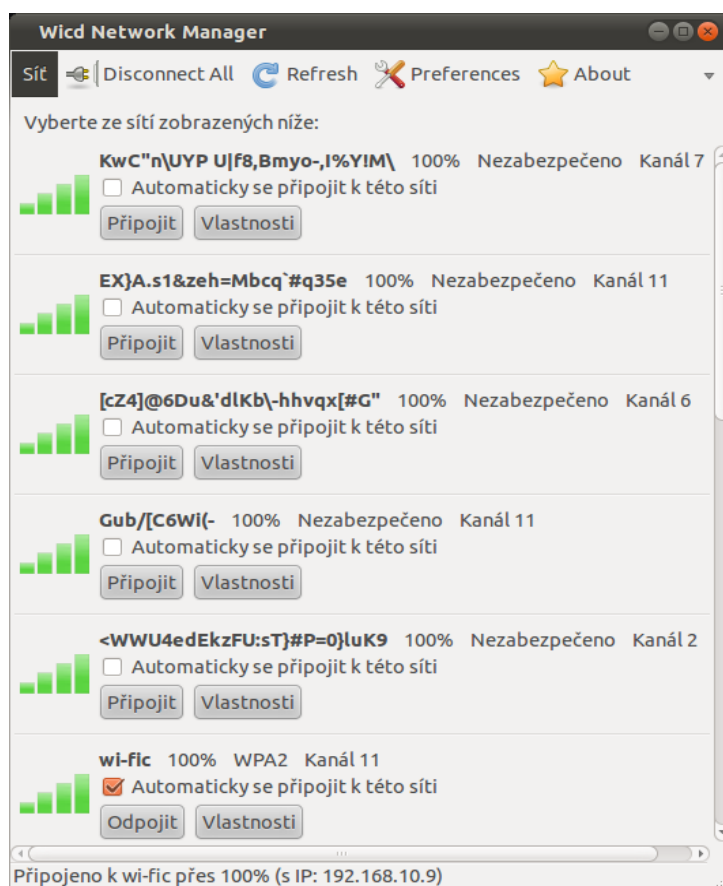 Wicd Network Manager
Síť Disconnect All Refresh Preferences About
Vyberte ze sítí zobrazených níže:
KwC"n\UYP U|f8,Bmyo-,I%Y!M\ 100% Nezabezpečeno Kanál 7
Automaticky se připojit k této síti
Připojit Vlastnosti
EX}A.s1&zeh=Mbcq`#q35e 100% Nezabezpečeno Kanál 11
Automaticky se připojit k této síti
Připojit Vlastnosti
[cZ4]@6Du&'dlKb\-hhvqx[#G" 100% Nezabezpečeno Kanál 6
Automaticky se připojit k této síti
Připojit Vlastnosti
Gub/[C6Wi(- 100% Nezabezpečeno Kanál 11
Automaticky se připojit k této síti
Připojit Vlastnosti
<WWU4edEkzFU:sT}#P=0}luK9 100% Nezabezpečeno Kanál 2
Automaticky se připojit k této síti
Připojit Vlastnosti
wi-fic 100% WPA2 Kanál 11
Automaticky se připojit k této síti
Odpojit Vlastnosti
Připojeno k wi-fic přes 100% (s IP: 192.168.10.9)